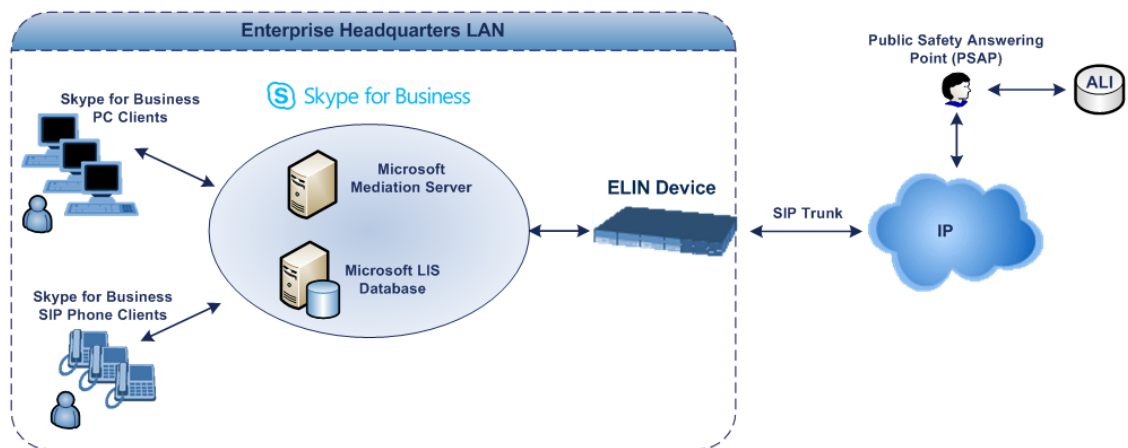 Enterprise Headquarters LAN
Skype for Business
PC Clients
S Skype for Business
Microsoft
Mediation Server
Microsoft LIS
Database
Skype for Business
SIP Phone Clients
ELIN Device
SIP Trunk
IP
Public Safety Answering
Point (PSAP)
ALI